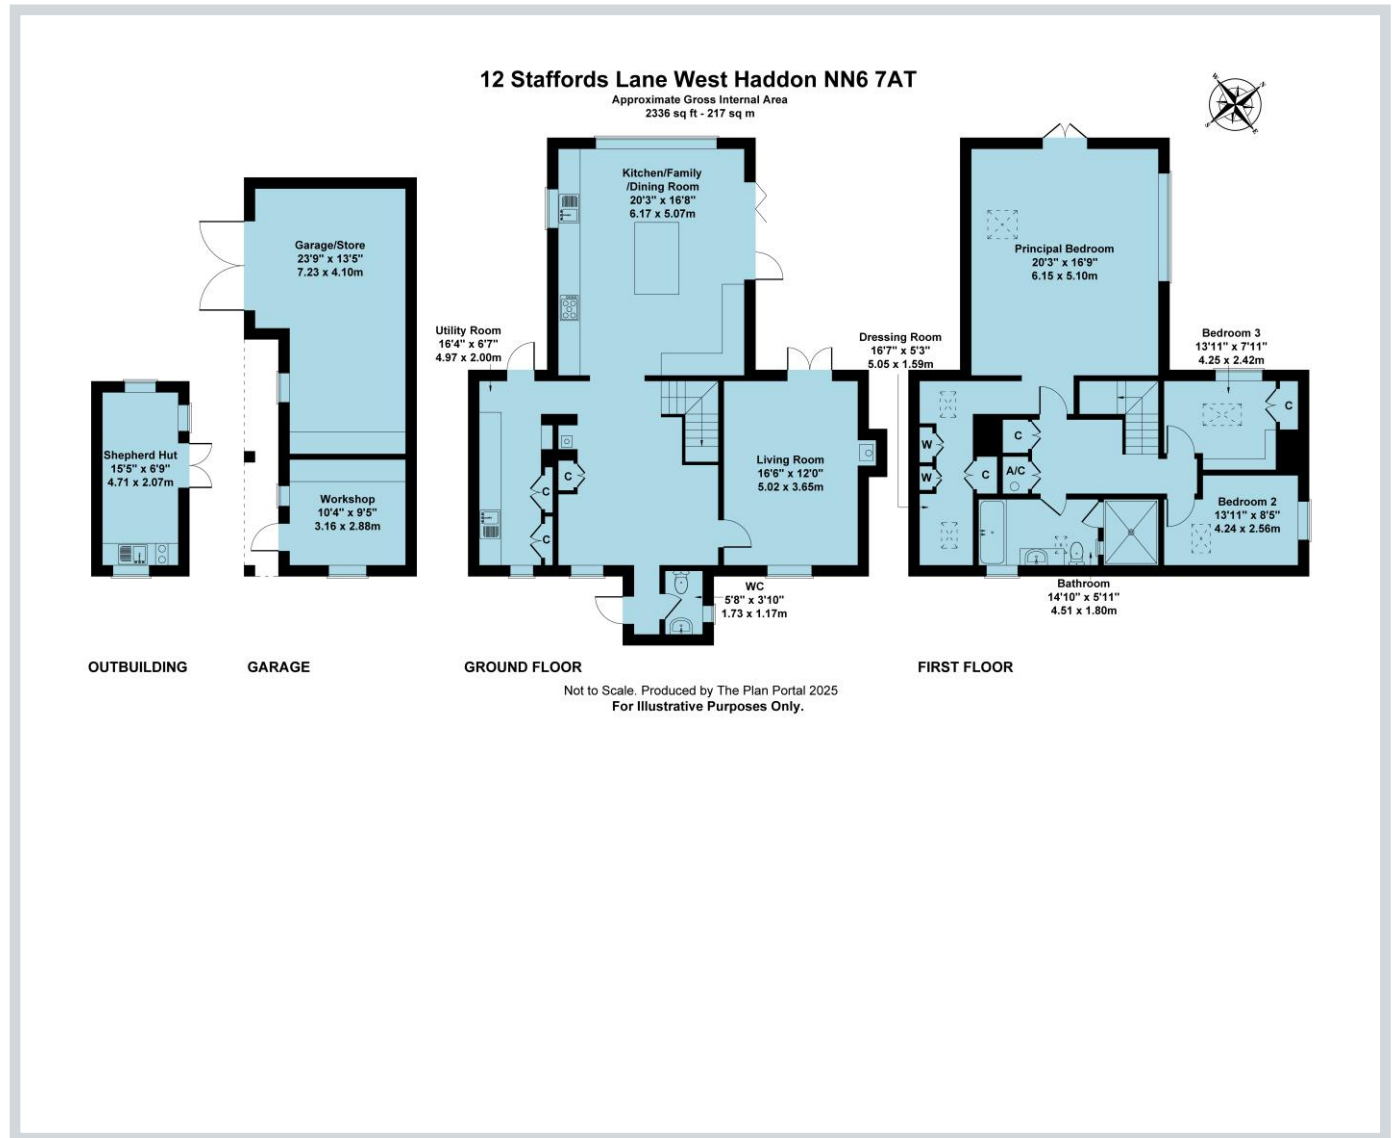 12 Staffords Lane West Haddon NN6 7AT
Approximate Gross Internal Area
2336 sq ft - 217 sq m
W
N
S
E
Kitchen/Family
/Dining Room
20'3" x 16'8"
6.17 x 5.07m
Garage/Store
23'9" x 13'5"
7.23 x 4.10m
Principal Bedroom
20'3" x 16'9"
6.15 x 5.10m
Utility Room
16'4" x 6'7"
4.97 x 2.00m
Dressing Room
16'7" x 5'3"
5.05 x 1.59m
Bedroom 3
13'11" x 7'11"
4.25 x 2.42m
C
Shepherd Hut
15'5" x 6'9"
4.71 x 2.07m
Living Room
16'6" x 12'0"
5.02 x 3.65m
W
C
W
C
A/C
C
C
C
Workshop
10'4" x 9'5"
3.16 x 2.88m
Bedroom 2
13'11" x 8'5"
4.24 x 2.56m
WC
5'8" x 3'10"
1.73 x 1.17m
Bathroom
14'10" x 5'11"
4.51 x 1.80m
OUTBUILDING
GARAGE
GROUND FLOOR
FIRST FLOOR
Not to Scale. Produced by The Plan Portal 2025
For Illustrative Purposes Only.